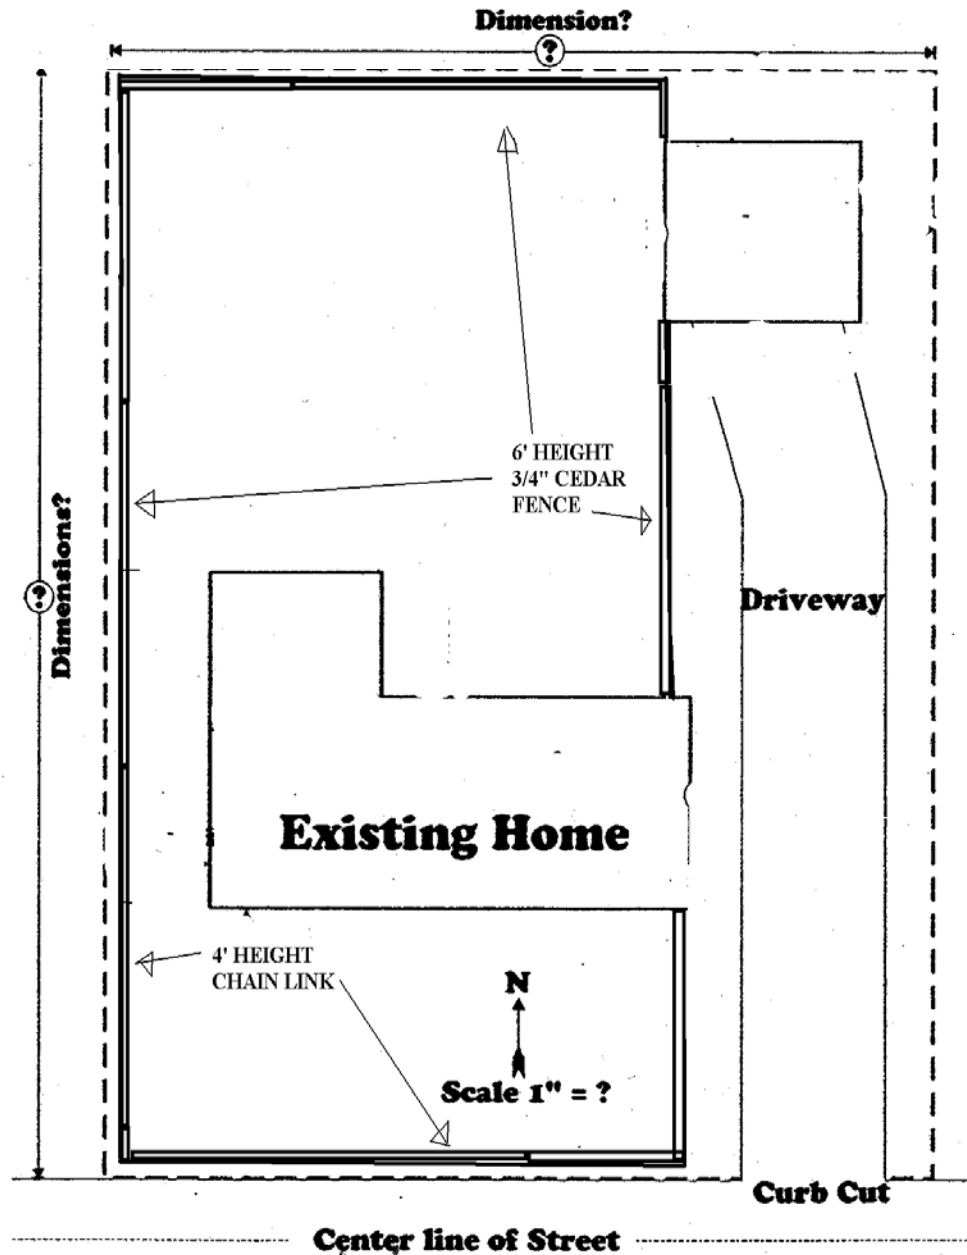 Dimension?
?
6' HEIGHT
3/4" CEDAR
FENCE
Dimensions?
?
Driveway
Existing Home
4' HEIGHT
CHAIN LINK
N
Scale 1" = ?
Curb Cut
Center line of Street